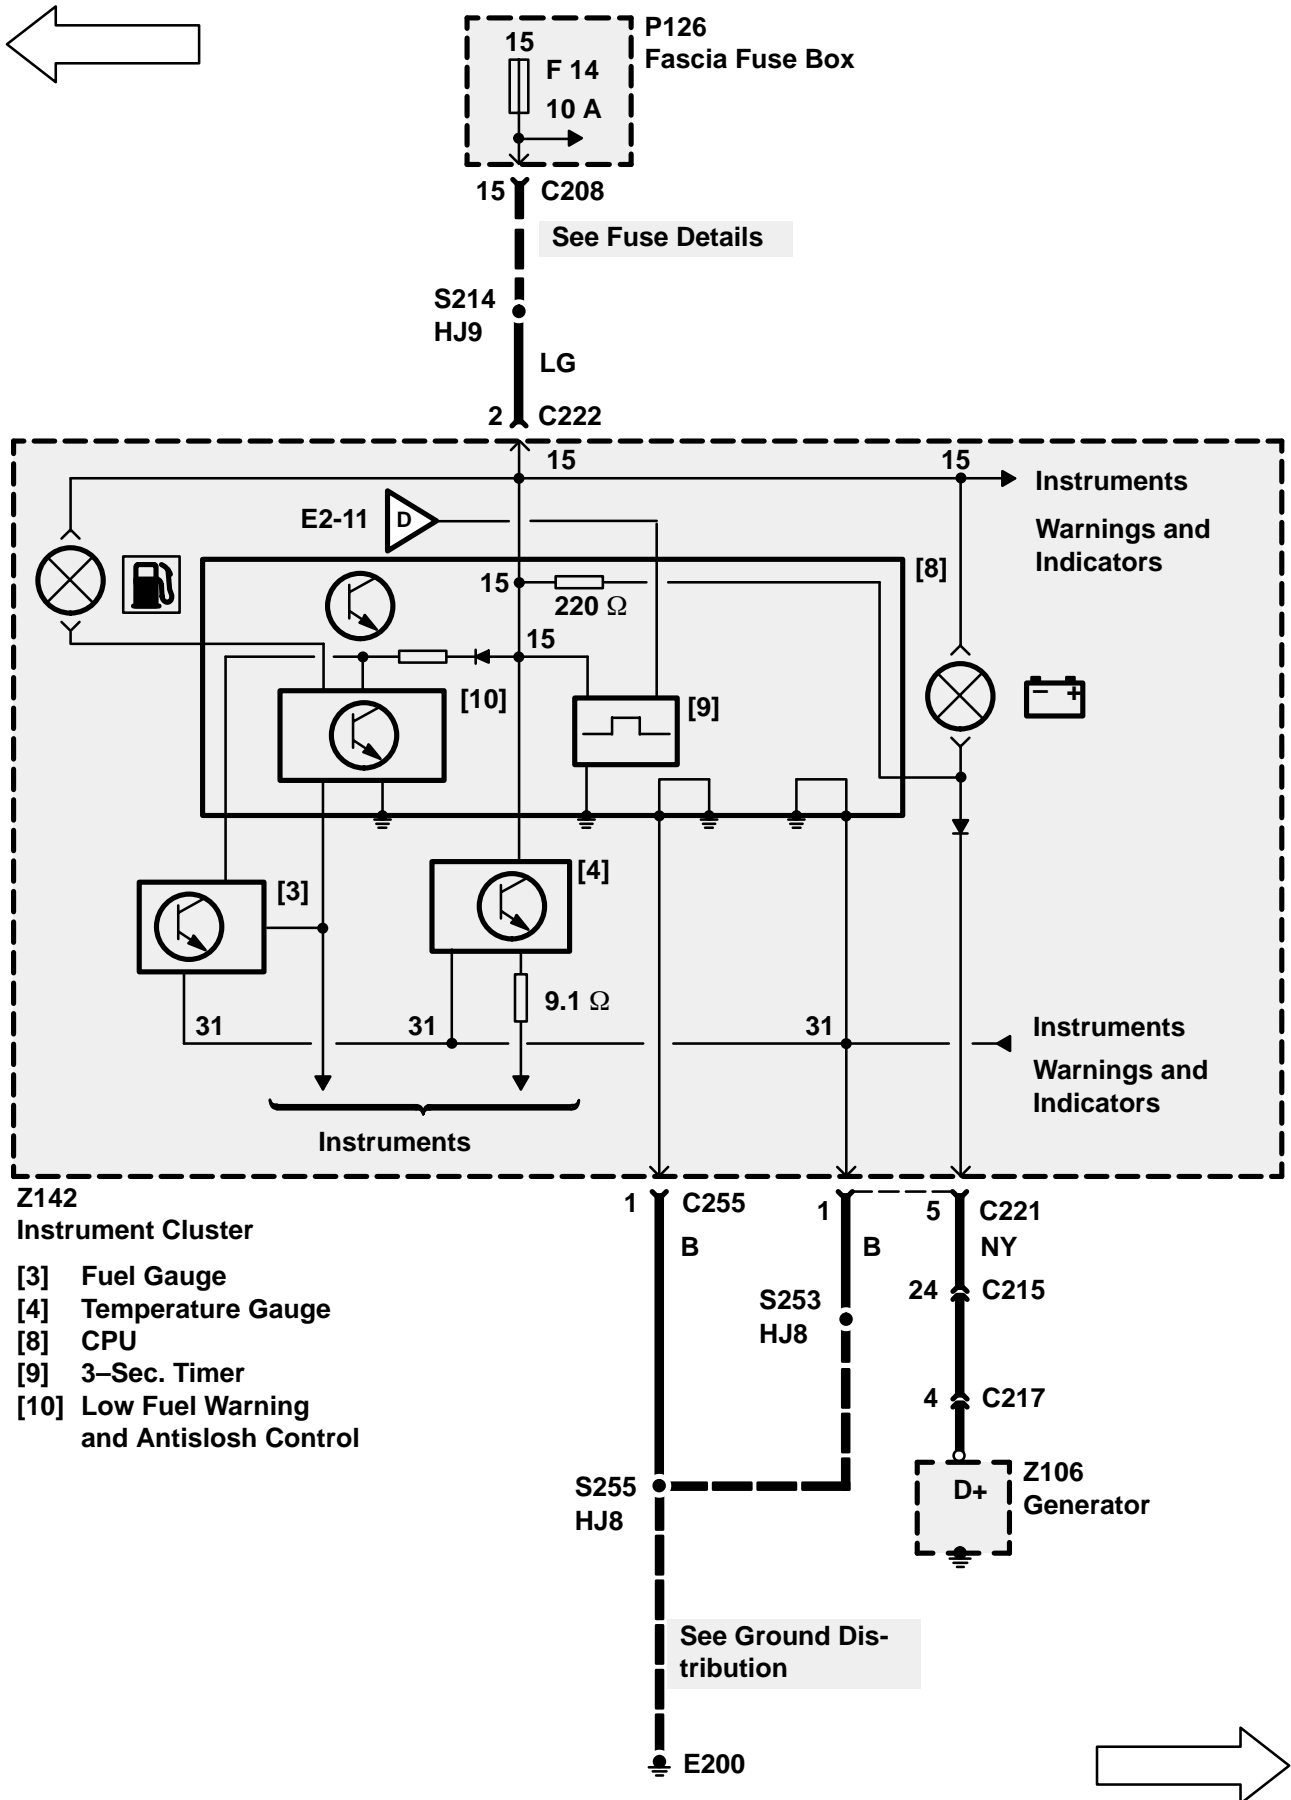 P126
Fascia Fuse Box
15
F 14
10 A
15 C208
See Fuse Details
S214
HJ9
LG
2 C222
15
15
Instruments
Warnings and
Indicators
E2-11
D
[8]
15
220 Ω
15
[10]
[9]
− +
[4]
[3]
9.1 Ω
31
31
31
Instruments
Warnings and
Indicators
Instruments
Z142
Instrument Cluster
[3] Fuel Gauge
[4] Temperature Gauge
[8] CPU
[9] 3–Sec. Timer
[10] Low Fuel Warning
and Antislosh Control
1 C255
B
1
B
5 C221
NY
S253
HJ8
24 C215
4 C217
S255
HJ8
D+
Z106
Generator
See Ground Dis-
tribution
E200